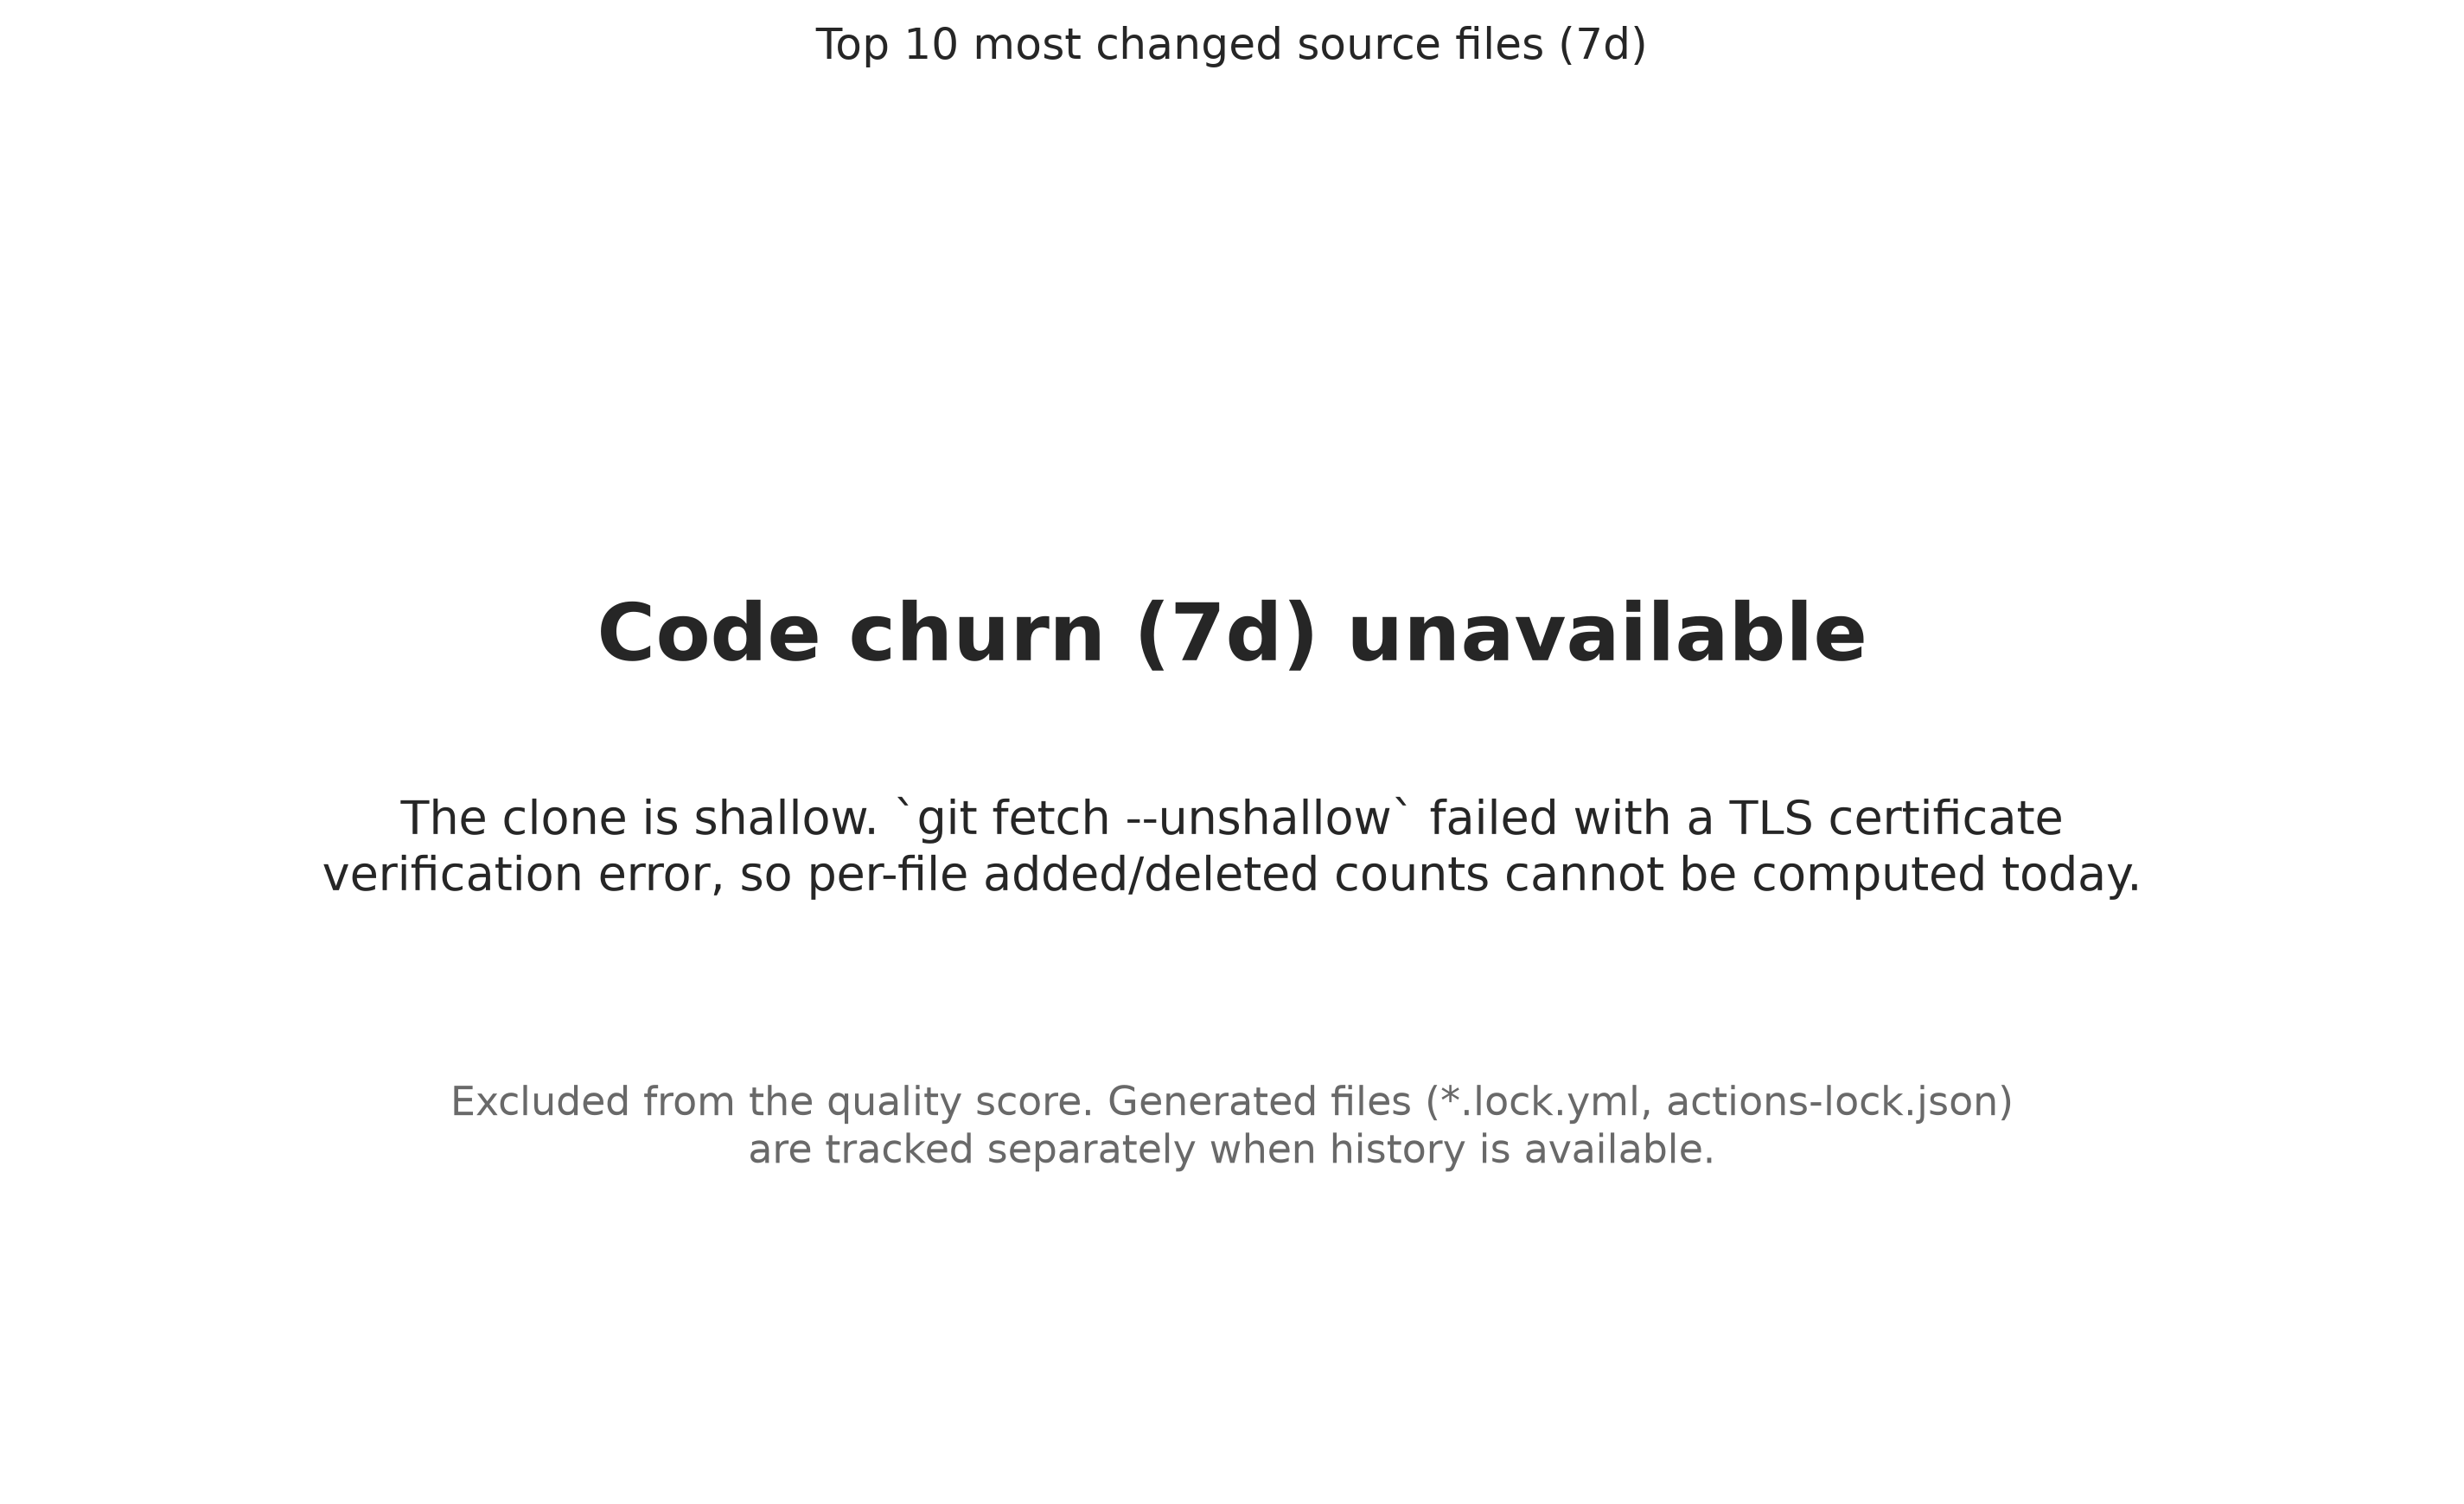 Top 10 most changed source files (7d)
Code churn (7d) unavailable
The clone is shallow. `git fetch --unshallow` failed with a TLS certificate
verification error, so per-file added/deleted counts cannot be computed today.
Excluded from the quality score. Generated files (*.lock.yml, actions-lock.json)
are tracked separately when history is available.